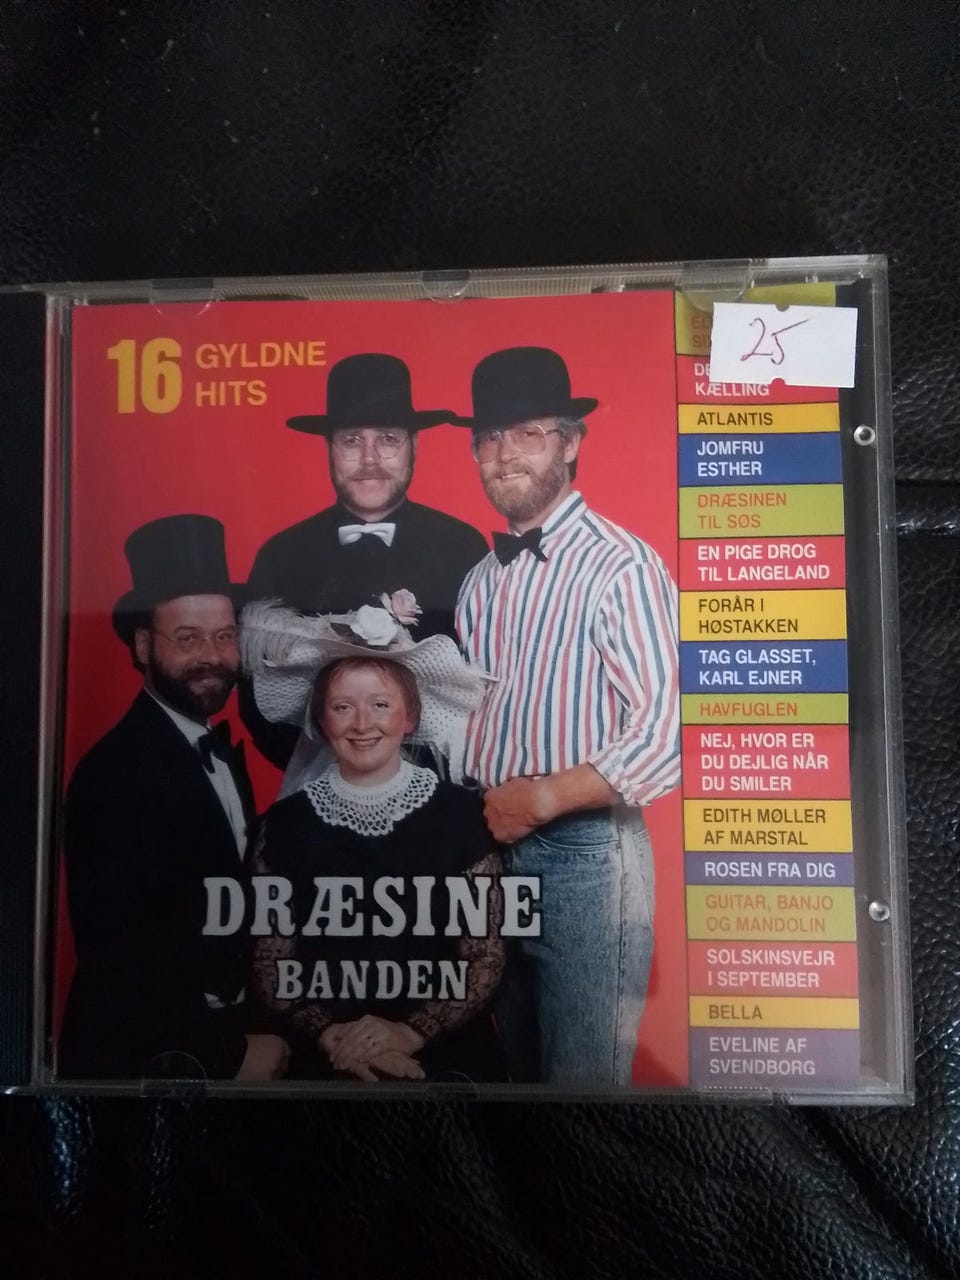 16 GYLDNE
HITS
25
KÆLLING
ATLANTIS
JOMFRU
ESTHER
DRÆSINEN
TIL SØS
EN PIGE DROG
TIL LANGELAND
FORÅR I
HØSTAKKEN
TAG GLASSET,
KARL EJNER
HAVFUGLEN
NEJ, HVOR ER
DU DEJLIG NÅR
DU SMILER
EDITH MØLLER
AF MARSTAL
ROSEN FRA DIG
GUITAR, BANJO
OG MANDOLIN
SOLSKINSVEJR
I SEPTEMBER
BELLA
EVELINE AF
SVENDBORG
DRÆSINE
BANDEN